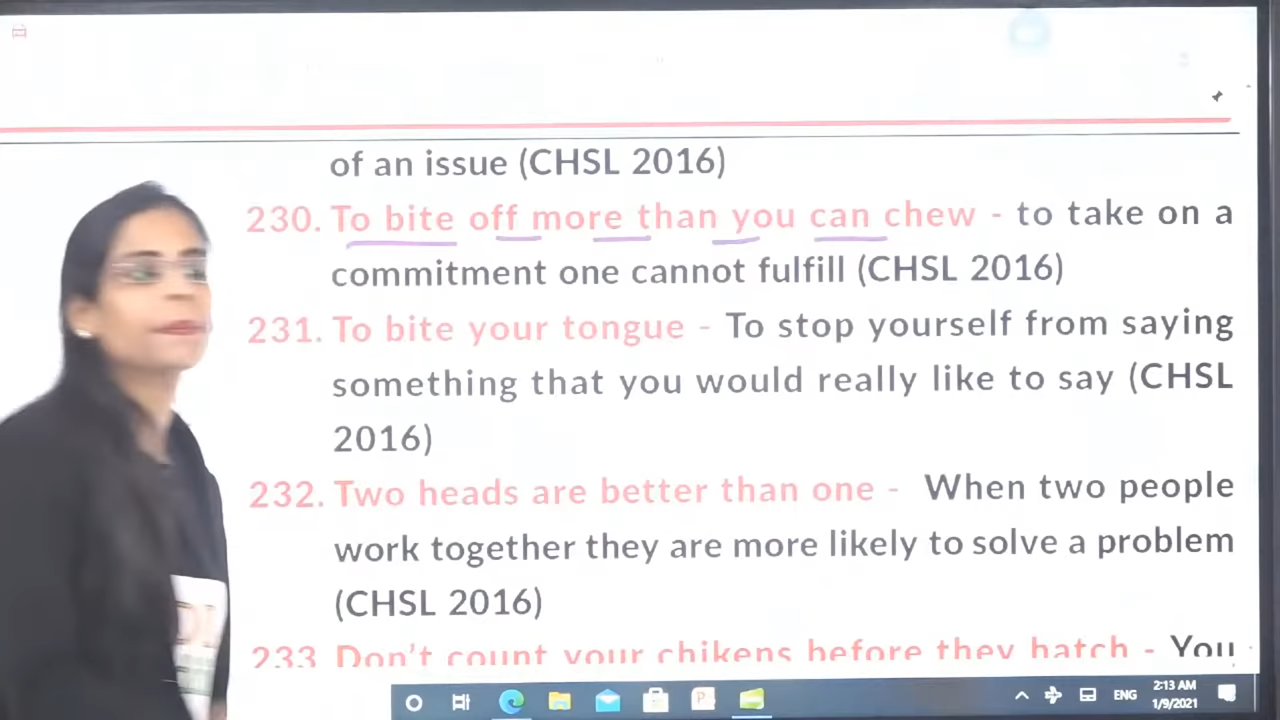 of an issue (CHSL 2016)
230. To bite off more than you can chew - to take on a
commitment one cannot fulfill (CHSL 2016)
231. To bite your tongue - To stop yourself from saying
something that you would really like to say (CHSL
2016)
232. Two heads are better than one - When two people
work together they are more likely to solve a problem
(CHSL 2016)
233 Don't count your chikens before they hatch - You
ENG
2:13 AM
1/9/2021